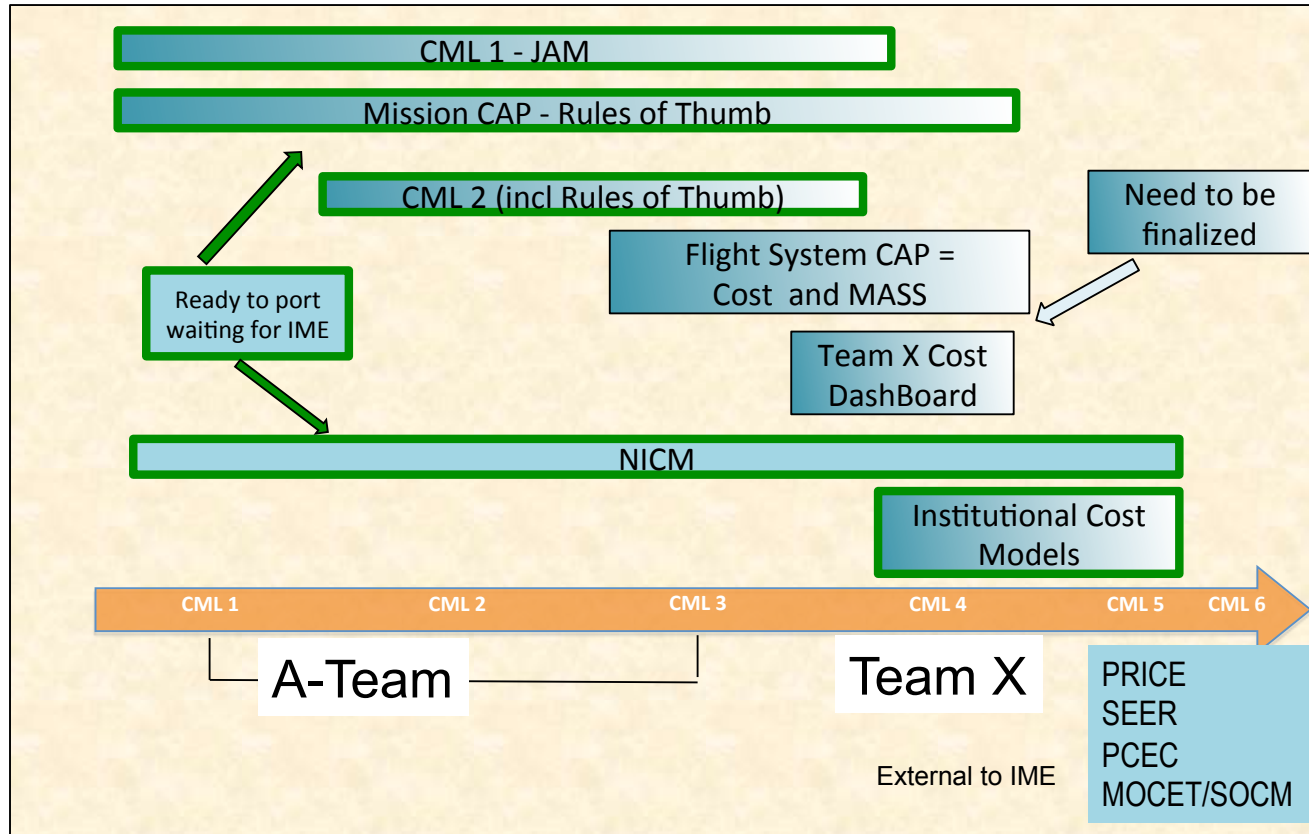 CML 1 - JAM
Mission CAP - Rules of Thumb
CML 2 (incl Rules of Thumb)
Need to be
finalized
Flight System CAP =
Cost  and MASS
Ready to port
waiting for IME
Team X Cost
DashBoard
NICM
Institutional Cost
Models
CML 1
CML 2
CML 3
CML 4
CML 5
CML 6
A-Team
Team X
PRICE
SEER
PCEC
MOCET/SOCM
External to IME